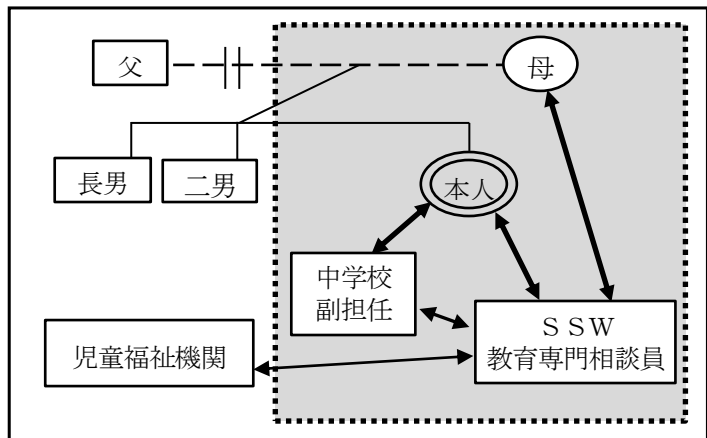 父
母
長男
二男
本人
中学校
副担任
児童福祉機関
ＳＳＷ
教育専門相談員